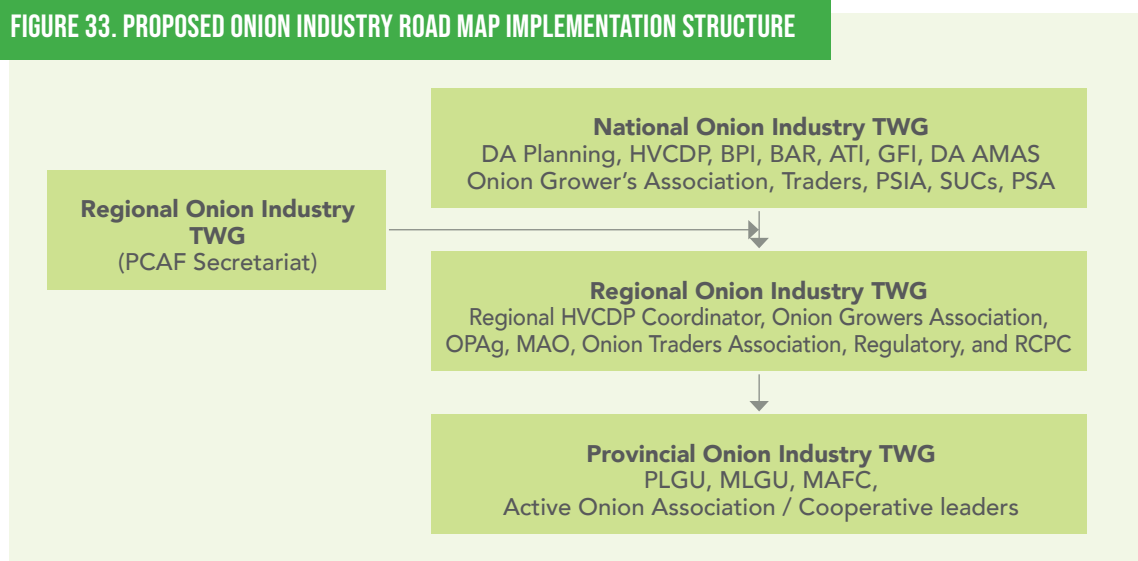 FIGURE 33. PROPOSED ONION INDUSTRY ROAD MAP IMPLEMENTATION STRUCTURE
National Onion Industry TWG
DA Planning, HVCDP, BPI, BAR, ATI, GFI, DA AMAS
Onion Grower's Association, Traders, PSIA, SUCs, PSA
Regional Onion Industry
TWG
(PCAF Secretariat)
Regional Onion Industry TWG
Regional HVCDP Coordinator, Onion Growers Association,
OPAg, MAO, Onion Traders Association, Regulatory, and RCPC
Provincial Onion Industry TWG
PLGU, MLGU, MAFC,
Active Onion Association / Cooperative leaders